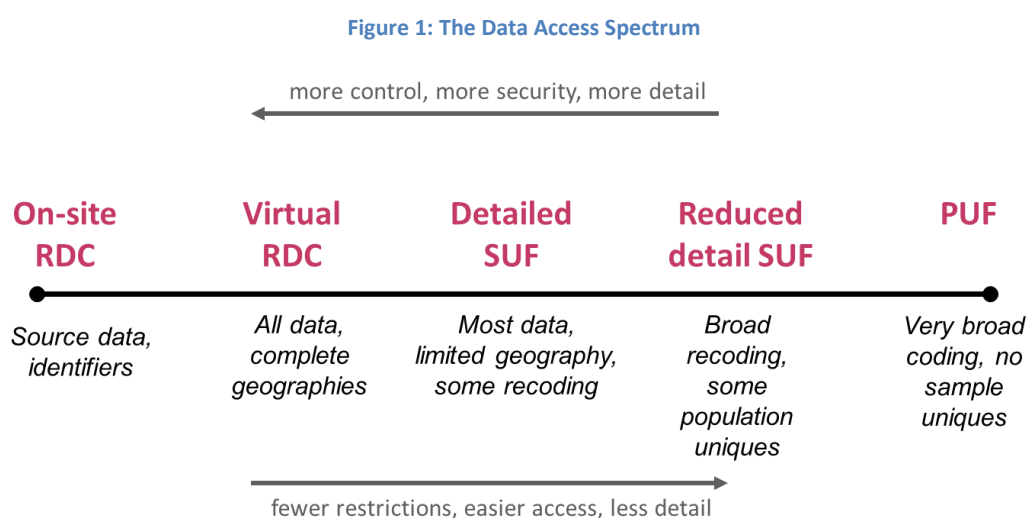 Figure 1: The Data Access Spectrum
more control, more security, more detail
On-site
RDC
Virtual
RDC
Detailed
SUF
Reduced
detail SUF
PUF
Source data,
identifiers
All data,
complete
geographies
Most data,
limited geography,
some recoding
Broad
recoding,
some
population
uniques
Very broad
coding, no
sample
uniques
fewer restrictions, easier access, less detail